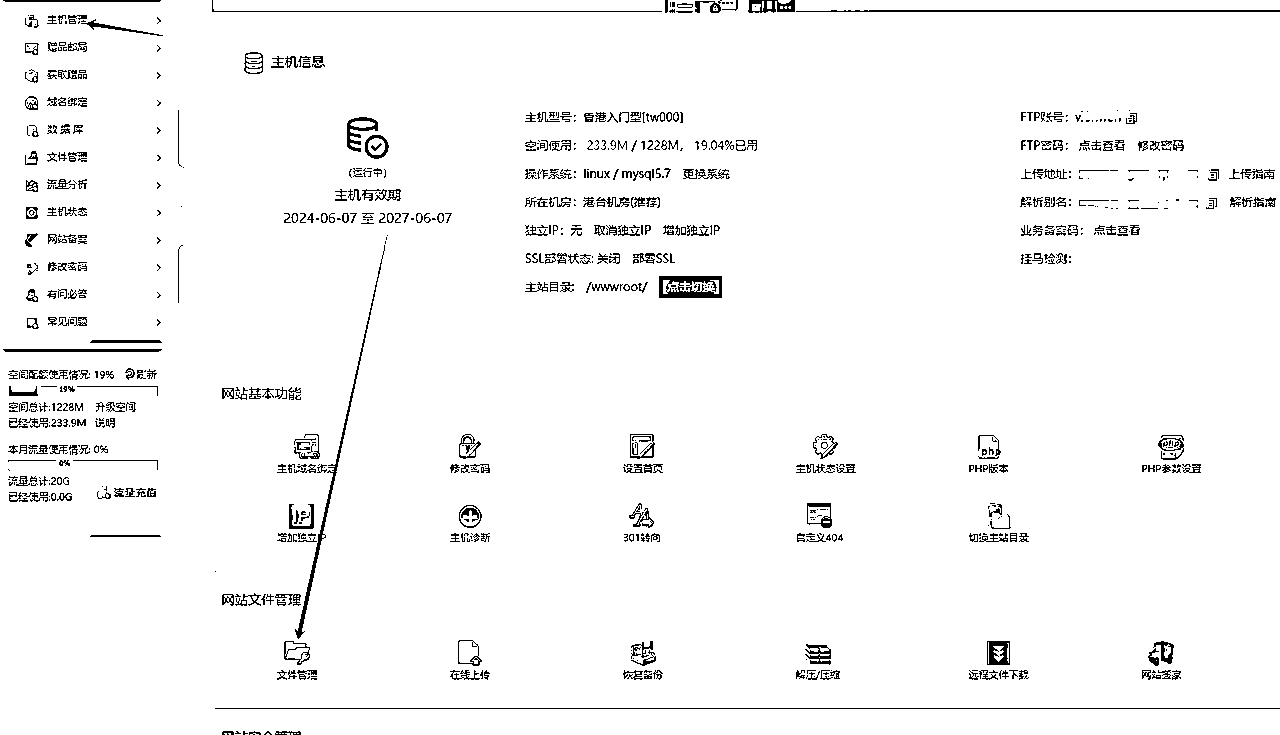 主机管理
赠品邮局
获取赠品
域名绑定
数据库
文件管理
流量分析
主机状态
网站备案
修改密码
有问必答
常见问题
空间配额使用情况: 19% 刷新
19%
空间总计:1228M 升级空间
已经使用:233.9M 说明
本月流量使用情况: 0%
0%
流量总计:20G
已经使用:0.0G 流量充值
主机信息
(运行中)
主机有效期
2024-06-07 至 2027-06-07
主机型号: 香港入门型[tw000]
空间使用: 233.9M / 1228M, 19.04%已用
操作系统: linux / mysql5.7 更换系统
所在机房: 港台机房(推荐)
独立IP: 无 取消独立IP 增加独立IP
SSL部署状态: 关闭 部署SSL
主站目录: /wwwroot/ [点击切换]
FTP账号:
FTP密码: 点击查看 修改密码
上传地址: 上传指南
解析别名: 解析指南
业务备案码: 点击查看
挂马检测:
网站基本功能
主机域名绑定
修改密码
设置首页
主机状态设置
PHP版本
PHP参数设置
增加独立IP
主机诊断
301转向
自定义404
切换主站目录
网站文件管理
文件管理
在线上传
恢复备份
解压/压缩
远程文件下载
网站搬家